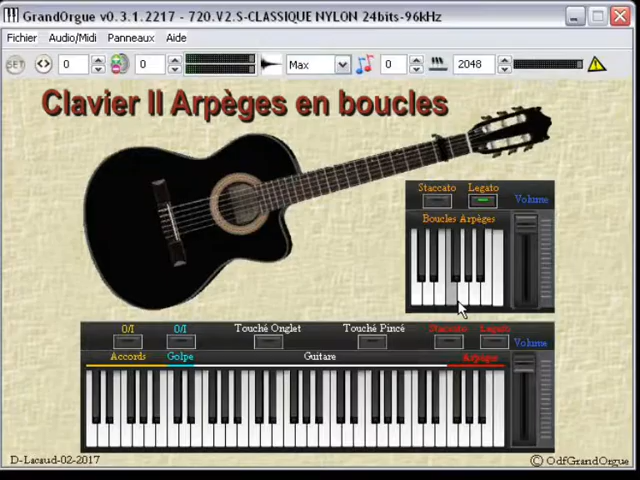 GrandOrgue v0.3.1.2217 - 720.V2.S-CLASSIQUE NYLON 24bits-96kHz
Fichier Audio/Midi Panneaux Aide
SET 0 0 Max 0 2048
Clavier II Arpèges en boucles
Staccato Legato Volume
Boucles Arpèges
0/I 0/I Touché Onglet Touché Pincé Staccato Legato Volume
Accords Golpe Guitare Arpèges
D-Lacaud-02-2017 © OdfGrandOrgue